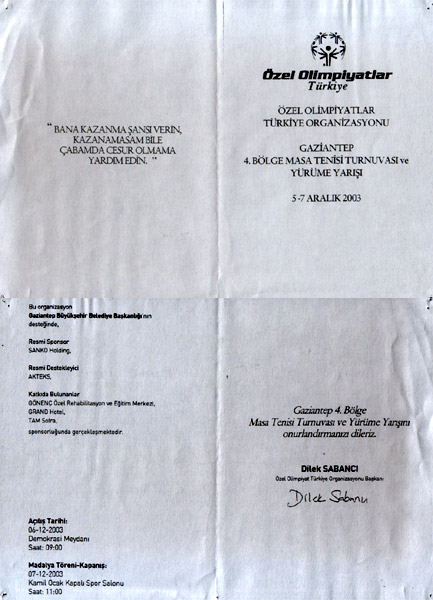 " BANA KAZANMA ŞANSI VERİN,
KAZANAMASAM BİLE
ÇABAMDA CESUR OLMAMA
YARDIM EDİN. "
Özel Olimpiyatlar
Türkiye
ÖZEL OLİMPİYATLAR
TÜRKİYE ORGANİZASYONU
GAZİANTEP
4. BÖLGE MASA TENİSİ TURNUVASI ve
YÜRÜME YARIŞI
5-7 ARALIK 2003
Bu organizasyon
Gaziantep Büyükşehir Belediye Başkanlığı'nın
desteğinde,
Resmi Sponsor
SANKO Holding,
Resmi Destekleyici
AKTEKS,
Katkıda Bulunanlar
GÖNENÇ Özel Rehabilitasyon ve Eğitim Merkezi,
GRAND Hotel,
TAM Sofra,
sponsorluğunda gerçekleşmektedir.
Açılış Tarihi:
06-12-2003
Demokrasi Meydanı
Saat: 09:00
Madalya Töreni-Kapanış:
07-12-2003
Kamil Ocak Kapalı Spor Salonu
Saat: 11:00
Gaziantep 4. Bölge
Masa Tenisi Turnuvası ve Yürüme Yarışını
onurlandırmanızı dileriz.
Dilek SABANCI
Özel Olimpiyat Türkiye Organizasyonu Başkanı
Dilek Sabancı